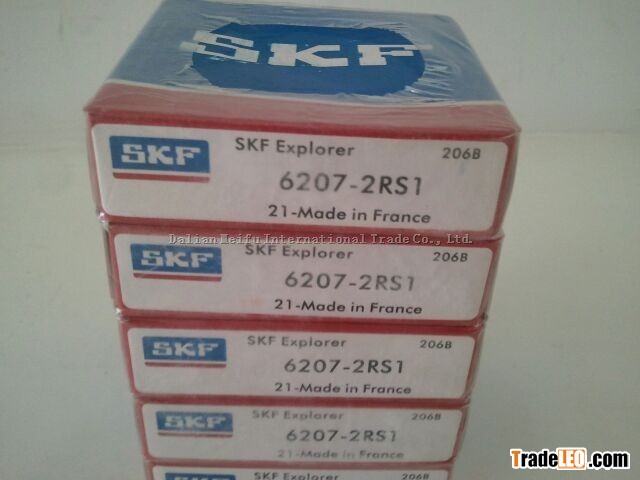 SKF
SKF
SKF Explorer 206B
6207-2RS1
21-Made in France
Dalian Meifu International Trade Co., Ltd.
SKF
SKF Explorer 206B
6207-2RS1
21-Made in France
SKF
SKF Explorer 206B
6207-2RS1
21-Made in France
SKF
SKF Explorer 206B
6207-2RS1
21-Made in France
SKF
SKF Explorer 206B
TradeLEO.com